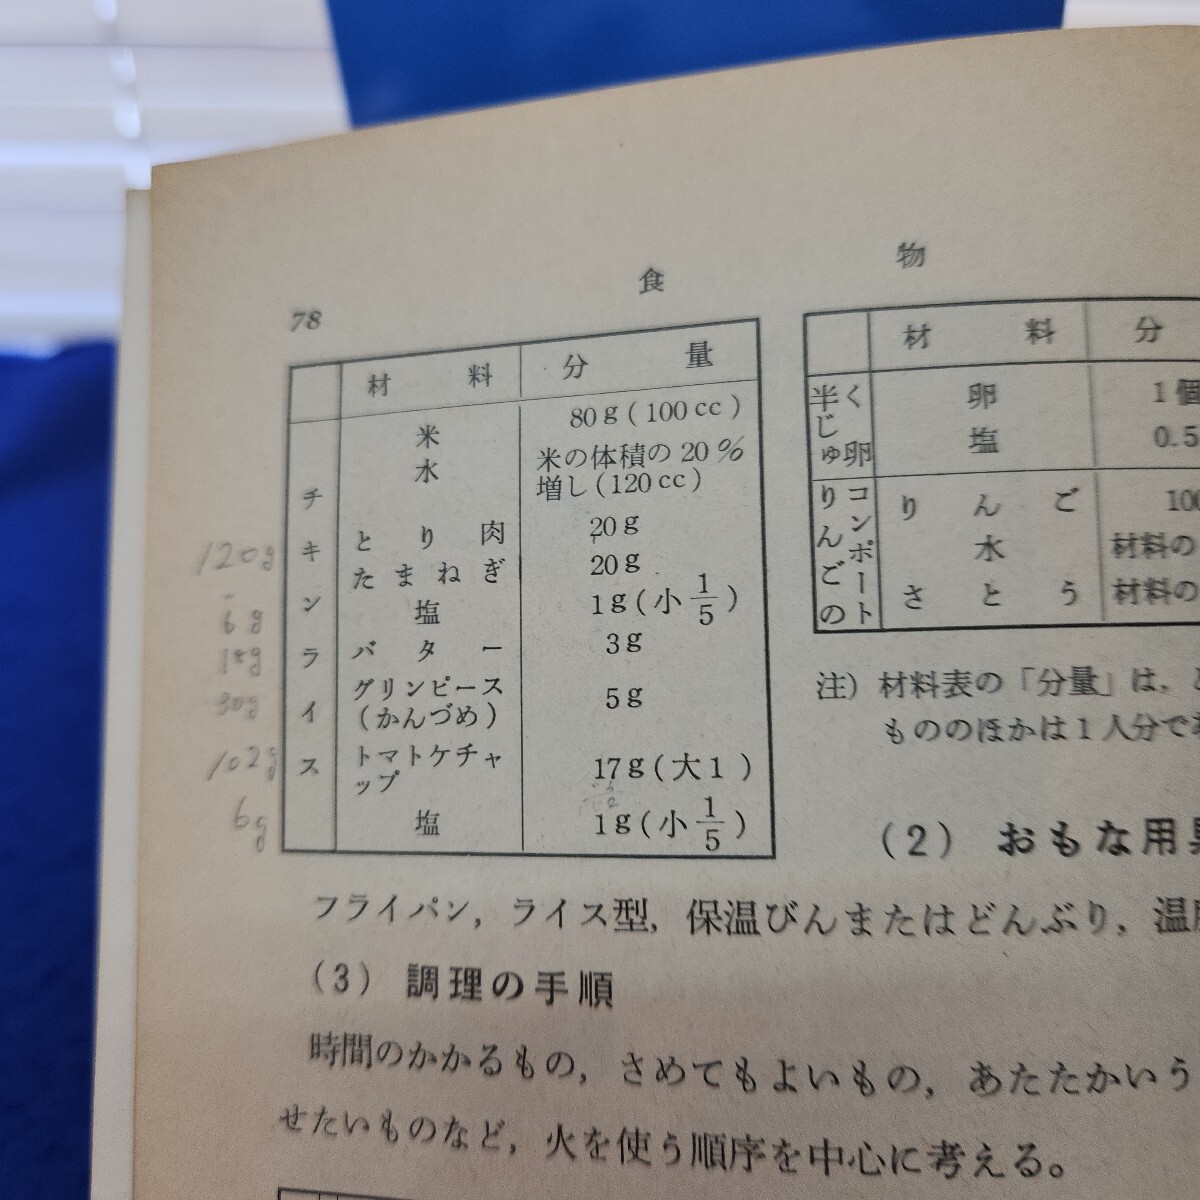 食 物
78
材 料 分 量
チキンライス
米 80g(100cc)
水 米の体積の20%
増し(120cc)
とり肉 20g
120g たまねぎ 20g
6g 塩 1g(小1/5)
18g バター 3g
30g グリンピース
(かんづめ) 5g
102g トマトケチャ
ップ 17g(大1)
6g 塩 1g(小1/5)
材 料 分
半じゅく卵
卵 1個
塩 0.5
りんごのコンポート
りんご 100
水 材料の
さとう 材料の
注) 材料表の「分量」は,
もののほかは1人分で
(2) おもな用
フライパン, ライス型, 保温びんまたはどんぶり, 温
(3) 調理の手順
時間のかかるもの, さめてもよいもの, あたたかいう
せたいものなど, 火を使う順序を中心に考える。